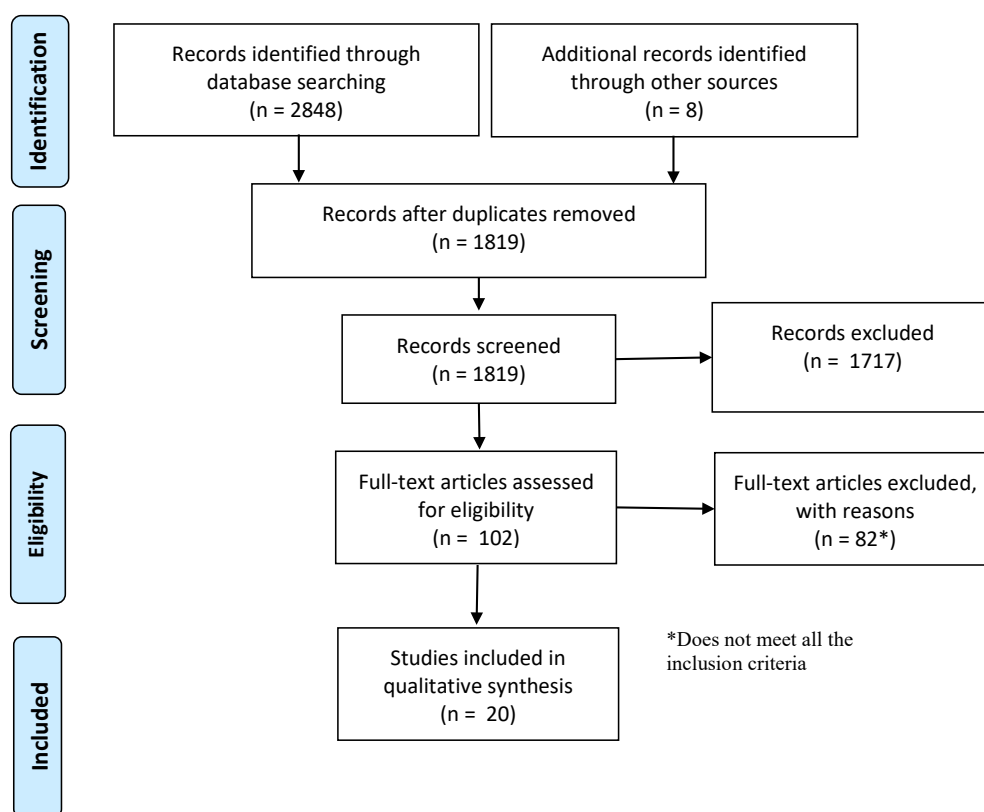 Identification
Records identified through
database searching
(n = 2848)
Additional records identified
through other sources
(n = 8)
Screening
Records after duplicates removed
(n = 1819)
Records screened
(n = 1819)
Records excluded
(n = 1717)
Eligibility
Full-text articles assessed
for eligibility
(n = 102)
Full-text articles excluded,
with reasons
(n = 82*)
Included
Studies included in
qualitative synthesis
(n = 20)
*Does not meet all the
inclusion criteria